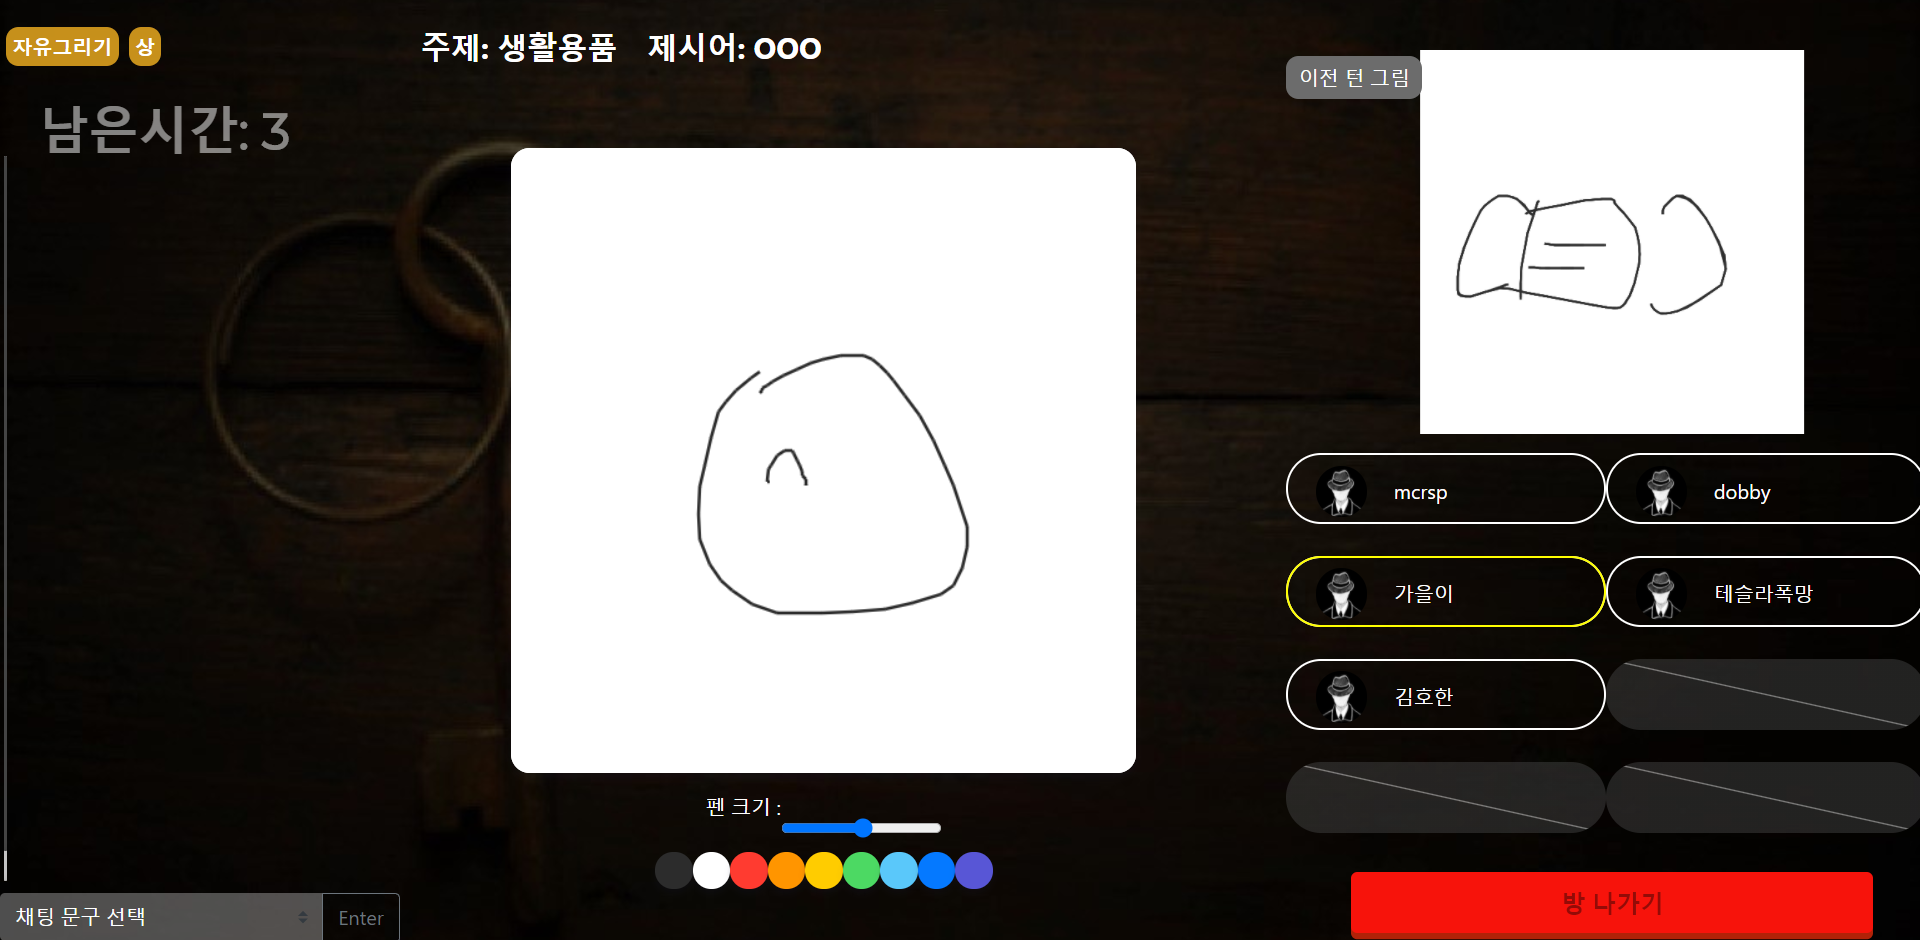 자유그리기 상
주제: 생활용품 제시어: OOO
남은시간: 3
이전 턴 그림
mcrsp
dobby
가을이
테슬라폭망
김호한
펜 크기 :
채팅 문구 선택
Enter
방 나가기